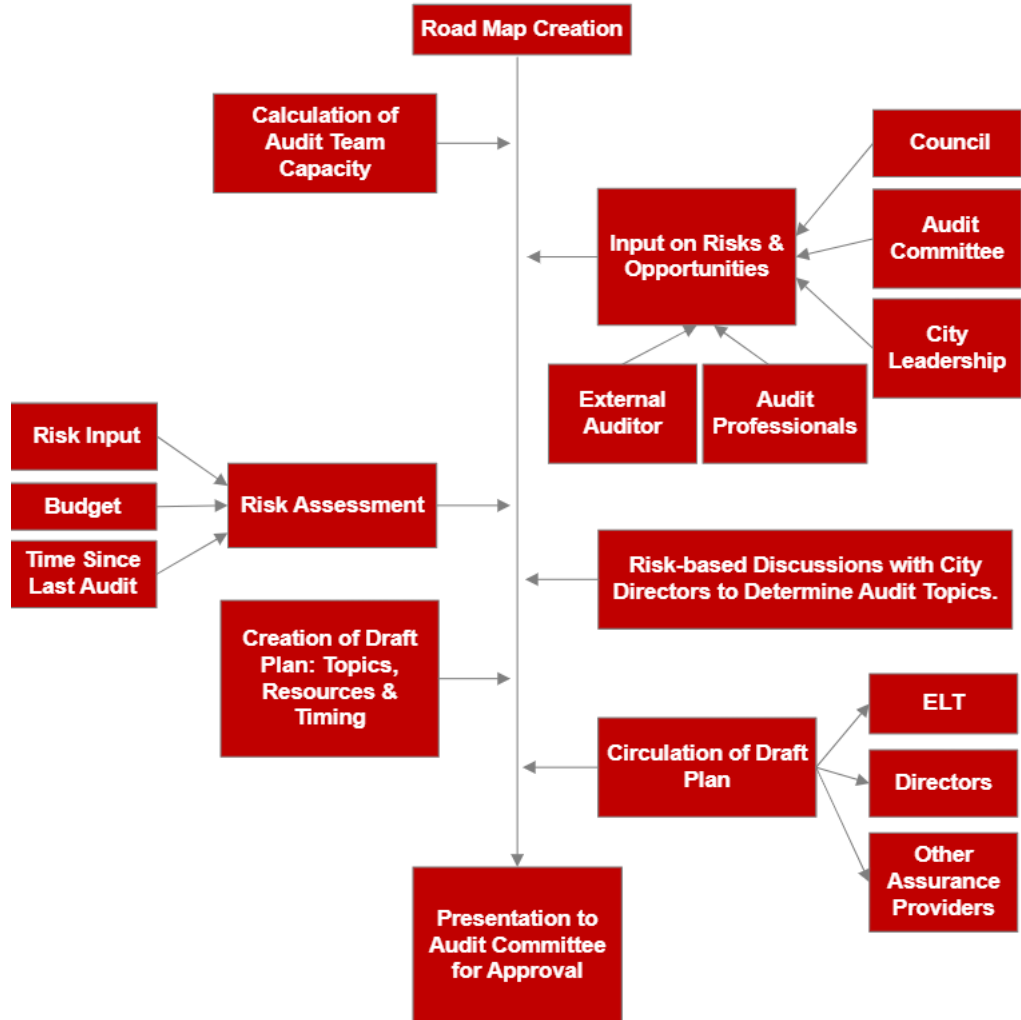 Road Map Creation
Calculation of
Audit Team
Capacity
Council
Input on Risks &
Opportunities
Audit
Committee
City
Leadership
External
Auditor
Audit
Professionals
Risk Input
Budget
Time Since
Last Audit
Risk Assessment
Risk-based Discussions with City
Directors to Determine Audit Topics.
Creation of Draft
Plan: Topics,
Resources &
Timing
Circulation of Draft
Plan
ELT
Directors
Other
Assurance
Providers
Presentation to
Audit Committee
for Approval